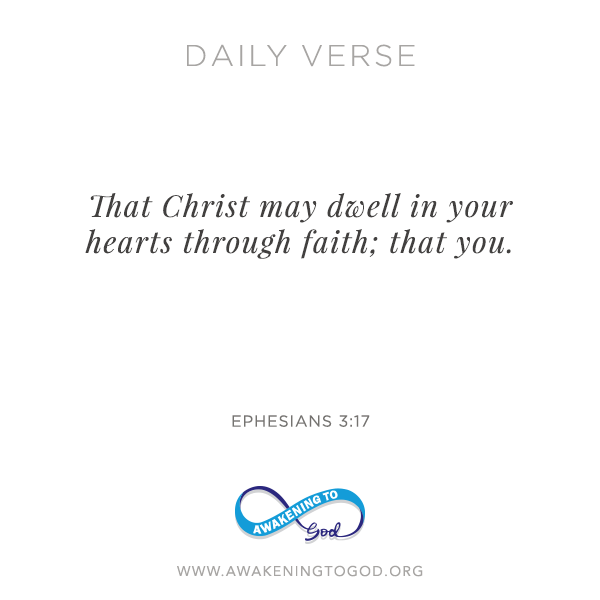 DAILY VERSE
That Christ may dwell in your
hearts through faith; that you.
EPHESIANS 3:17
AWAKENING TO
God
WWW.AWAKENINGTOGOD.ORG